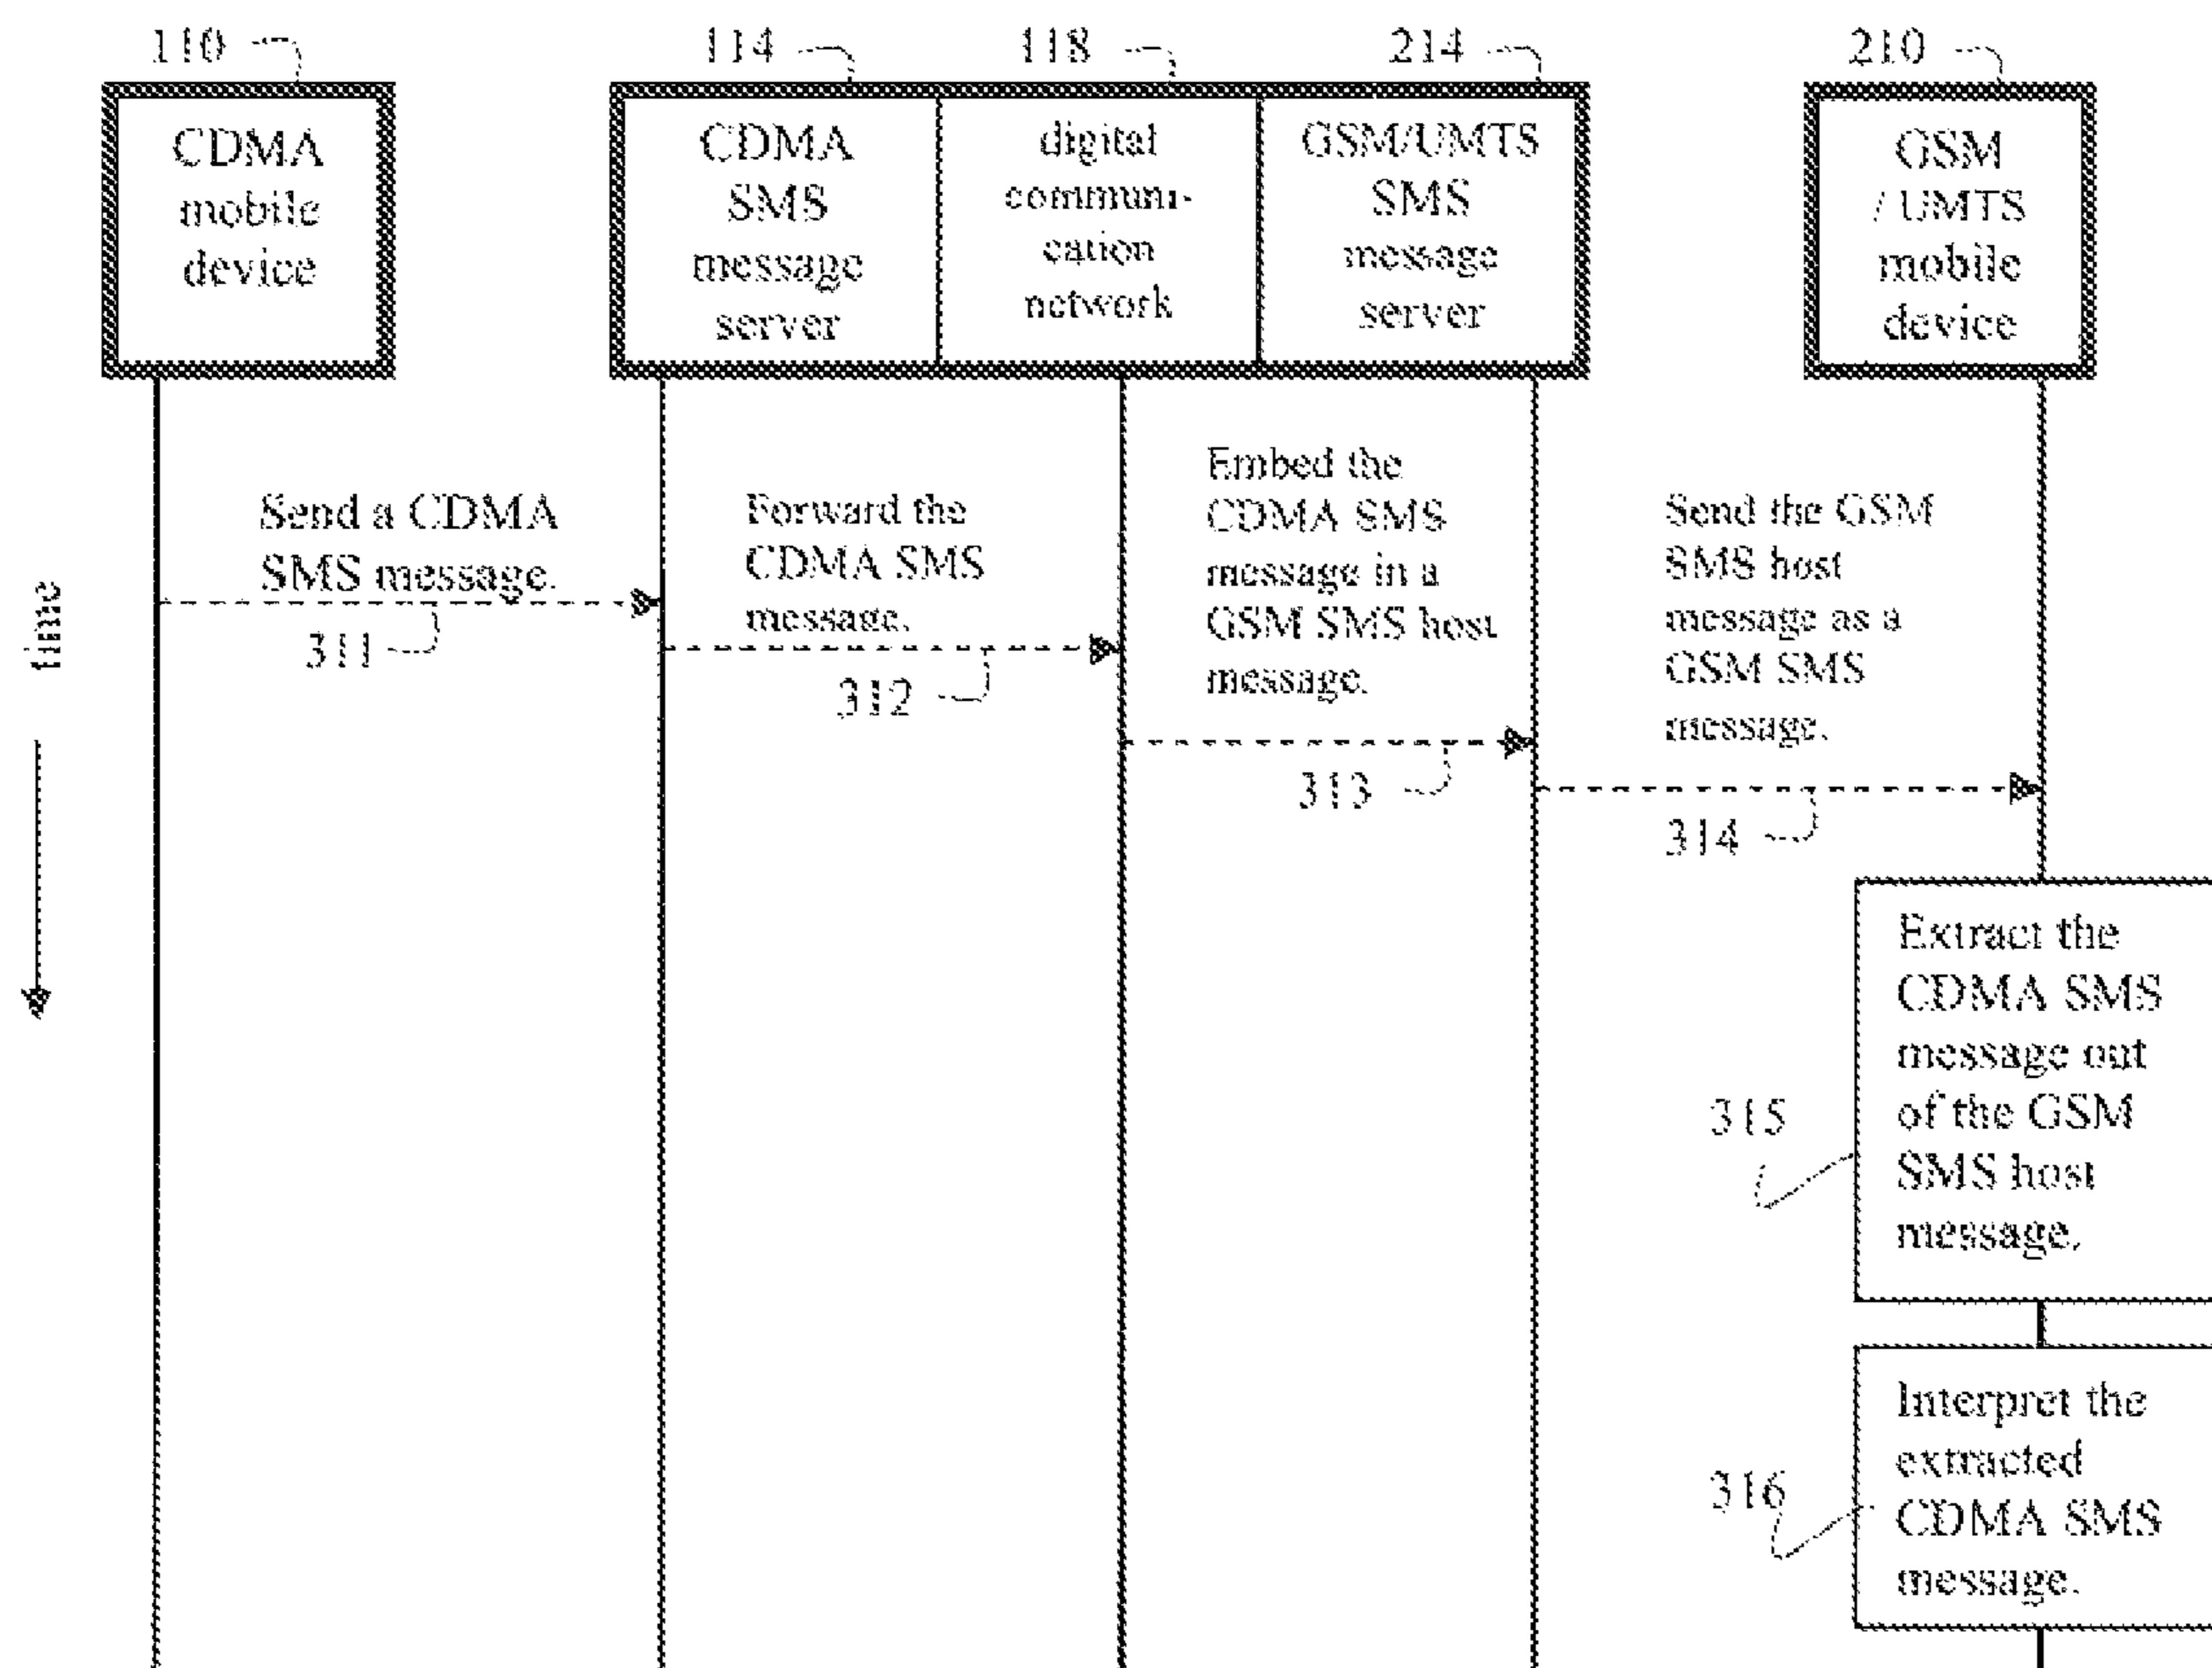 110
114
118
214
210
CDMA
mobile
device
CDMA
SMS
message
server
digital
communi-
cation
network
GSM/UMTS
SMS
message
server
GSM
/ UMTS
mobile
device
time
Send a CDMA
SMS message.
311
Forward the
CDMA SMS
message.
312
Embed the
CDMA SMS
message in a
GSM SMS host
message.
313
Send the GSM
SMS host
message as a
GSM SMS
message.
314
Extract the
CDMA SMS
message out
of the GSM
SMS host
message.
315
Interpret the
extracted
CDMA SMS
message.
316